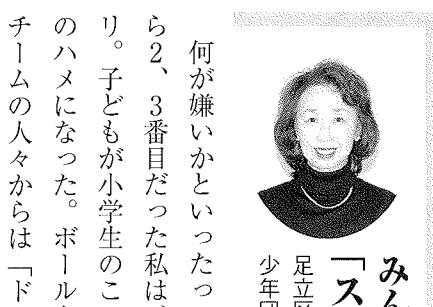 みん
「ス
足立区
少年団
何が嫌いかといったっ
ら2、3番目だった私は、
リ。子どもが小学生のこ
のハメになった。ボール
チームの人々からは「ド